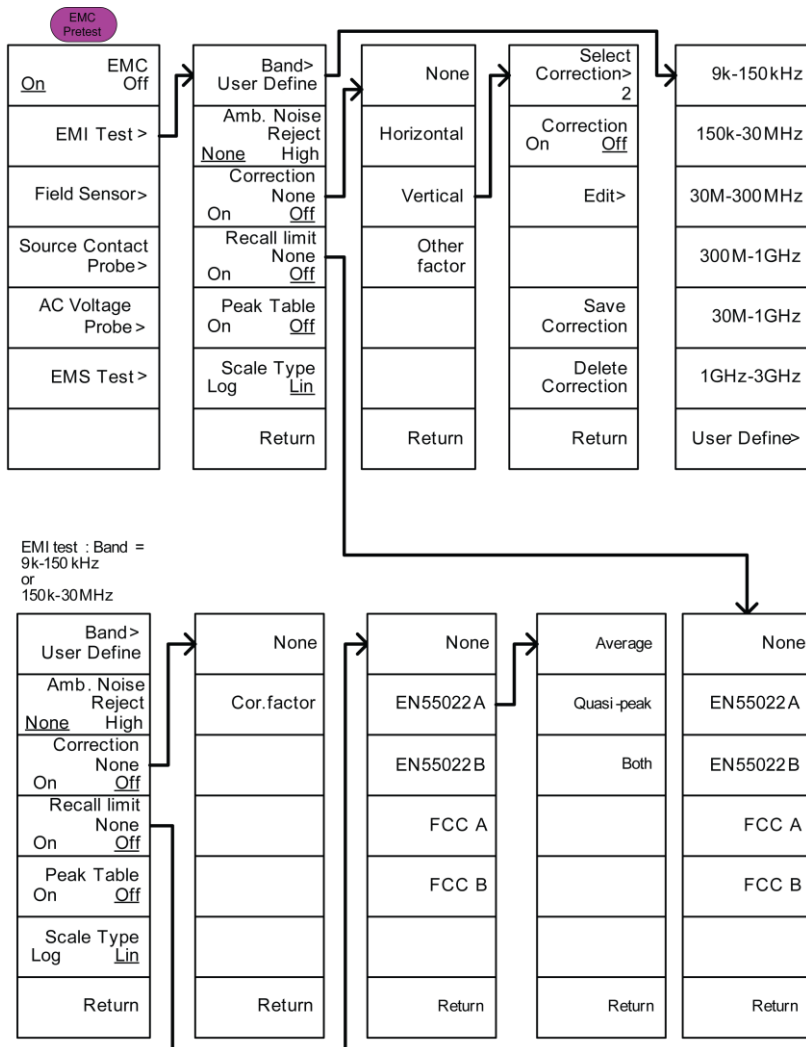 EMC
Pretest
EMC
On Off
EMI Test >
Field Sensor>
Source Contact
Probe>
AC Voltage
Probe >
EMS Test >
Band>
User Define
Amb. Noise
Reject
None High
Correction
None
On Off
Recall limit
None
On Off
Peak Table
On Off
Scale Type
Log Lin
Return
None
Horizontal
Vertical
Other
factor
Return
Select
Correction>
2
Correction
On Off
Edit>
Save
Correction
Delete
Correction
Return
9k-150kHz
150k-30MHz
30M-300MHz
300M-1GHz
30M-1GHz
1GHz-3GHz
User Define>
EMI test : Band =
9k-150 kHz
or
150k-30MHz
Band>
User Define
Amb. Noise
Reject
None High
Correction
None
On Off
Recall limit
None
On Off
Peak Table
On Off
Scale Type
Log Lin
Return
None
Cor.factor
Return
None
EN55022A
EN55022B
FCC A
FCC B
Return
Average
Quasi-peak
Both
Return
None
EN55022A
EN55022B
FCC A
FCC B
Return